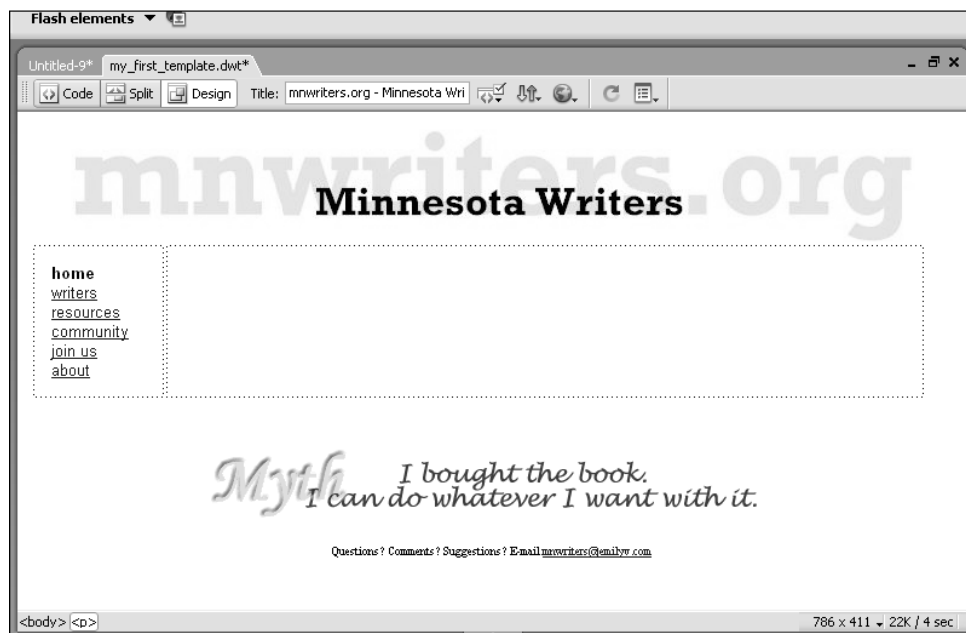 Flash elements
Untitled-9* my_first_template.dwt*
Code Split Design Title: mnwriters.org - Minnesota Wri
mnwriters.org
Minnesota Writers
home
writers
resources
community
join us
about
Myth I bought the book.
I can do whatever I want with it.
Questions? Comments? Suggestions? E-mail mnwriters@emilyv.com
<body> <p> 786 x 411 22K / 4 sec